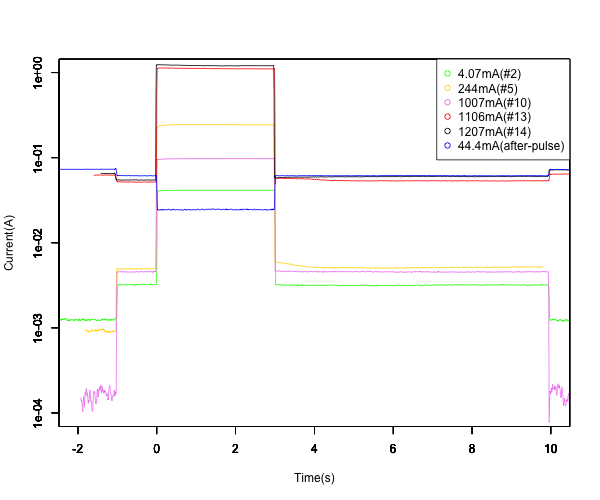 4.07mA(#2)
244mA(#5)
1007mA(#10)
1106mA(#13)
1207mA(#14)
44.4mA(after-pulse)
1e+00
1e-01
1e-02
1e-03
1e-04
Current(A)
-2 0 2 4 6 8 10
Time(s)